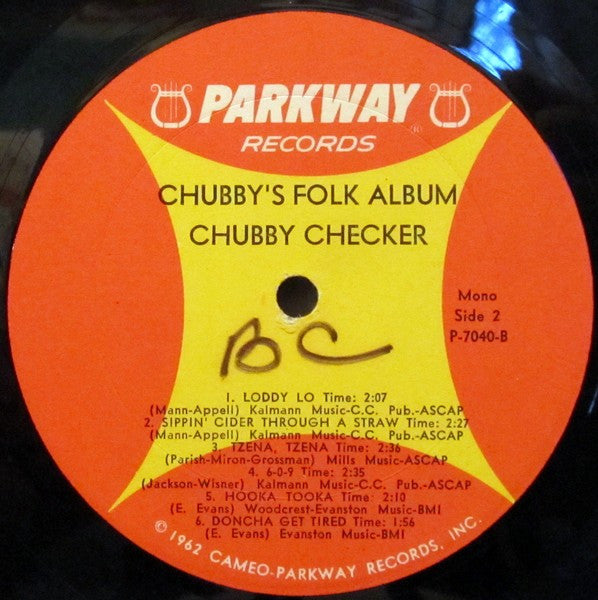 PARKWAY ®
RECORDS
CHUBBY'S FOLK ALBUM
CHUBBY CHECKER
Mono
Side 2
P-7040-B
BC
1. LODDY LO Time: 2:07
(Mann-Appell) Kalmann Music-C.C. Pub.-ASCAP
2. SIPPIN' CIDER THROUGH A STRAW Time: 2:27
(Mann-Appell) Kalmann Music-C.C. Pub.-ASCAP
3. TZENA, TZENA Time: 2:36
(Parish-Miron-Grossman) Mills Music-ASCAP
4. 6-0-9 Time: 2:35
(Jackson-Wisner) Kalmann Music-C.C. Pub.-ASCAP
5. HOOKA TOOKA Time: 2:10
(E. Evans) Woodcrest-Evanston Music-BMI
6. DONCHA GET TIRED Time: 1:56
(E. Evans) Evanston Music-BMI
© 1962 CAMEO-PARKWAY RECORDS, INC.